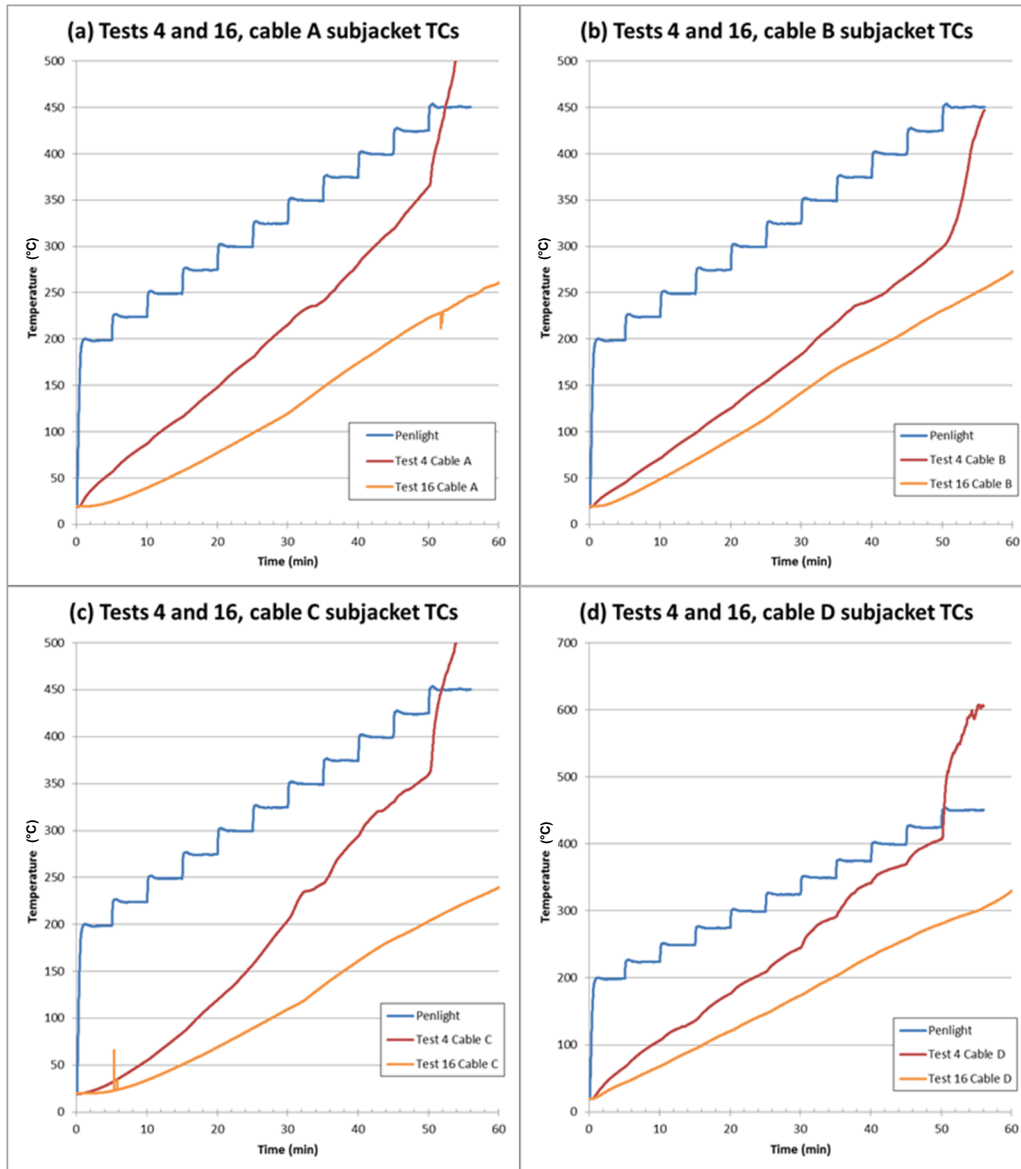 (a) Tests 4 and 16, cable A subjacket TCs
500
450
400
350
300
250
200
150
100
50
0
Temperature (°C)
0 10 20 30 40 50 60
Time (min)
Penlight
Test 4 Cable A
Test 16 Cable A
(b) Tests 4 and 16, cable B subjacket TCs
500
450
400
350
300
250
200
150
100
50
0
Temperature (°C)
0 10 20 30 40 50 60
Time (min)
Penlight
Test 4 Cable B
Test 16 Cable B
(c) Tests 4 and 16, cable C subjacket TCs
500
450
400
350
300
250
200
150
100
50
0
Temperature (°C)
0 10 20 30 40 50 60
Time (min)
Penlight
Test 4 Cable C
Test 16 Cable C
(d) Tests 4 and 16, cable D subjacket TCs
700
600
500
400
300
200
100
0
Temperature (°C)
0 10 20 30 40 50 60
Time (min)
Penlight
Test 4 Cable D
Test 16 Cable D